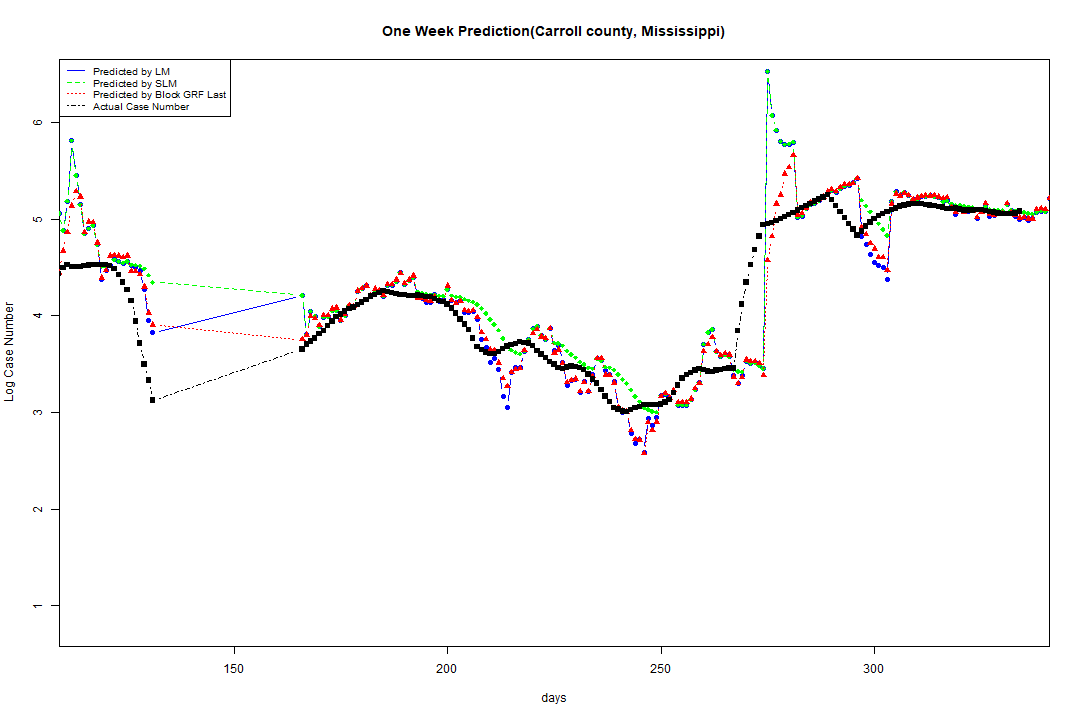 One Week Prediction(Carroll county, Mississippi)
Predicted by LM
Predicted by SLM
Predicted by Block GRF Last
Actual Case Number
6
5
4
3
2
1
Log Case Number
150 200 250 300
days